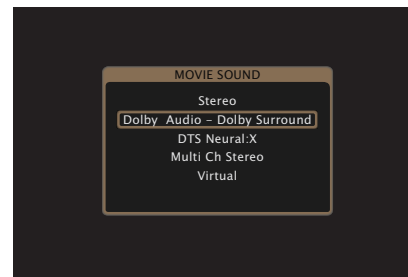 MOVIE SOUND
Stereo
Dolby Audio – Dolby Surround
DTS Neural:X
Multi Ch Stereo
Virtual